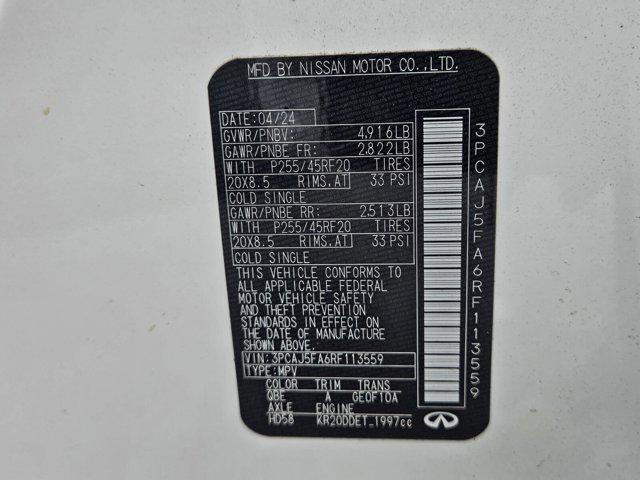 MFD BY NISSAN MOTOR CO.,LTD.
DATE:04/24
GVWR/PNBV: 4,916LB
GAWR/PNBE FR: 2,822LB
WITH P255/45RF20 TIRES
20X8.5 RIMS.AT 33 PSI
COLD SINGLE
GAWR/PNBE RR: 2,513LB
WITH P255/45RF20 TIRES
20X8.5 RIMS.AT 33 PSI
COLD SINGLE
THIS VEHICLE CONFORMS TO
ALL APPLICABLE FEDERAL
MOTOR VEHICLE SAFETY
AND THEFT PREVENTION
STANDARDS IN EFFECT ON
THE DATE OF MANUFACTURE
SHOWN ABOVE.
VIN:3PCAJ5FA6RF113559
TYPE:MPV
COLOR TRIM TRANS
QBE A GE0F10A
AXLE ENGINE
HD58 KR20DDET 1997cc
3PCAJ5FA6RF113559